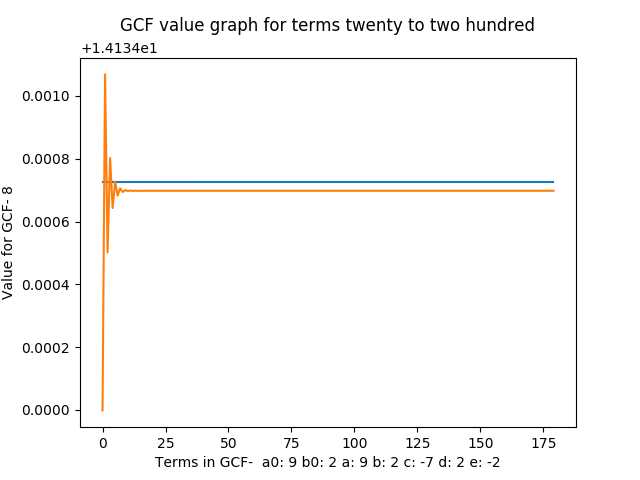 GCF value graph for terms twenty to two hundred
+1.4134e1
0.0010
0.0008
0.0006
0.0004
0.0002
0.0000
Value for GCF- 8
0 25 50 75 100 125 150 175
Terms in GCF-  a0: 9 b0: 2 a: 9 b: 2 c: -7 d: 2 e: -2